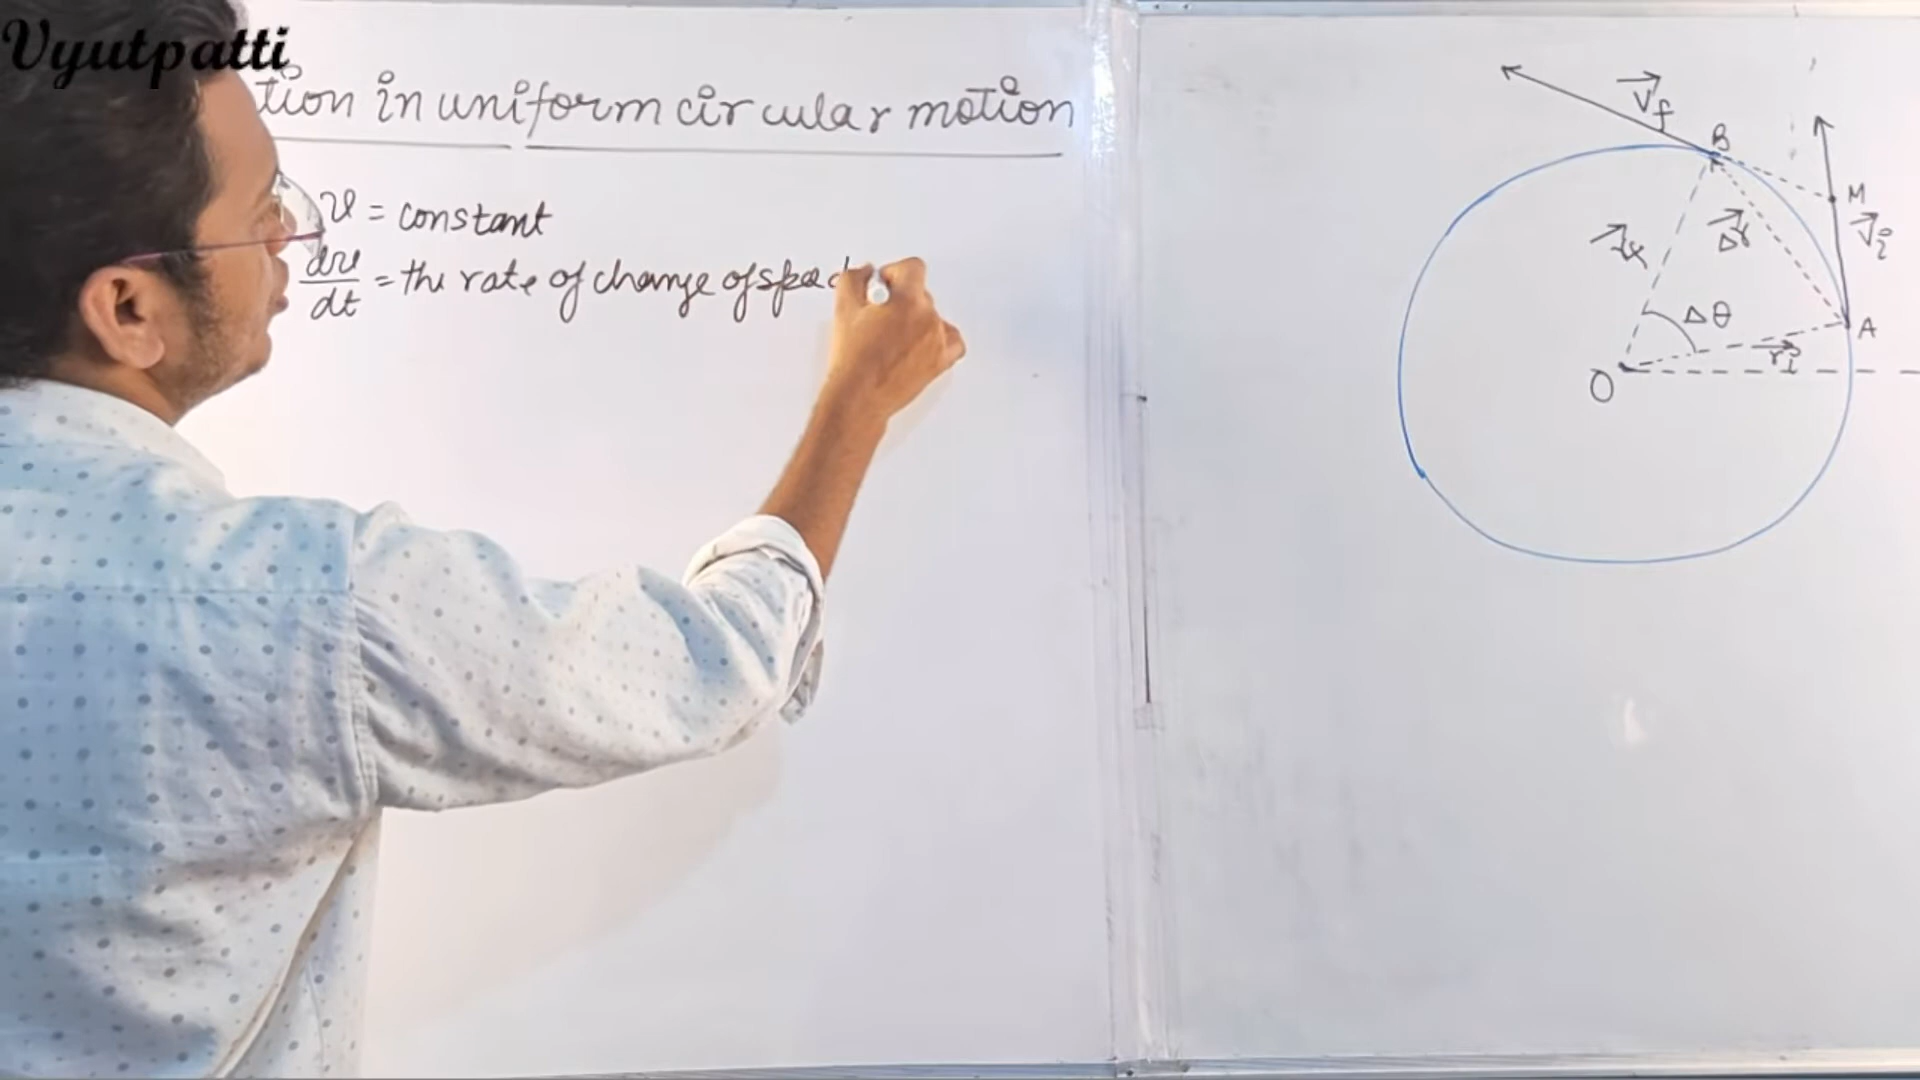 Vyutpatti
tion in uniform circular motion
v = constant
dv/dt = the rate of change of speed
V⃗f
B
M
V⃗i
Δr⃗
Δθ
A
r⃗i
O